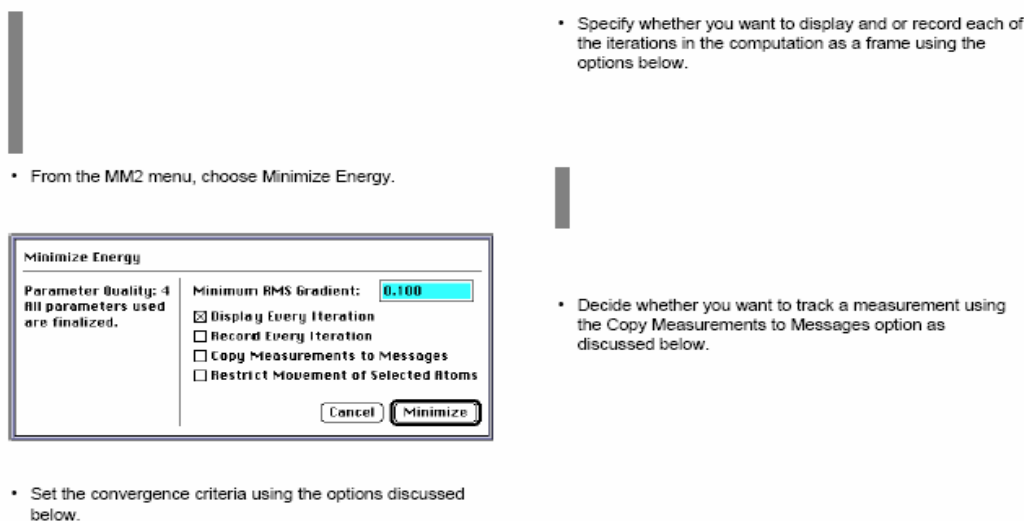 • From the MM2 menu, choose Minimize Energy.
Minimize Energy
Parameter Quality: 4
All parameters used
are finalized.
Minimum RMS Gradient: 0.100
Display Every Iteration
Record Every Iteration
Copy Measurements to Messages
Restrict Movement of Selected Atoms
Cancel Minimize
• Set the convergence criteria using the options discussed
below.
• Specify whether you want to display and or record each of
the iterations in the computation as a frame using the
options below.
• Decide whether you want to track a measurement using
the Copy Measurements to Messages option as
discussed below.